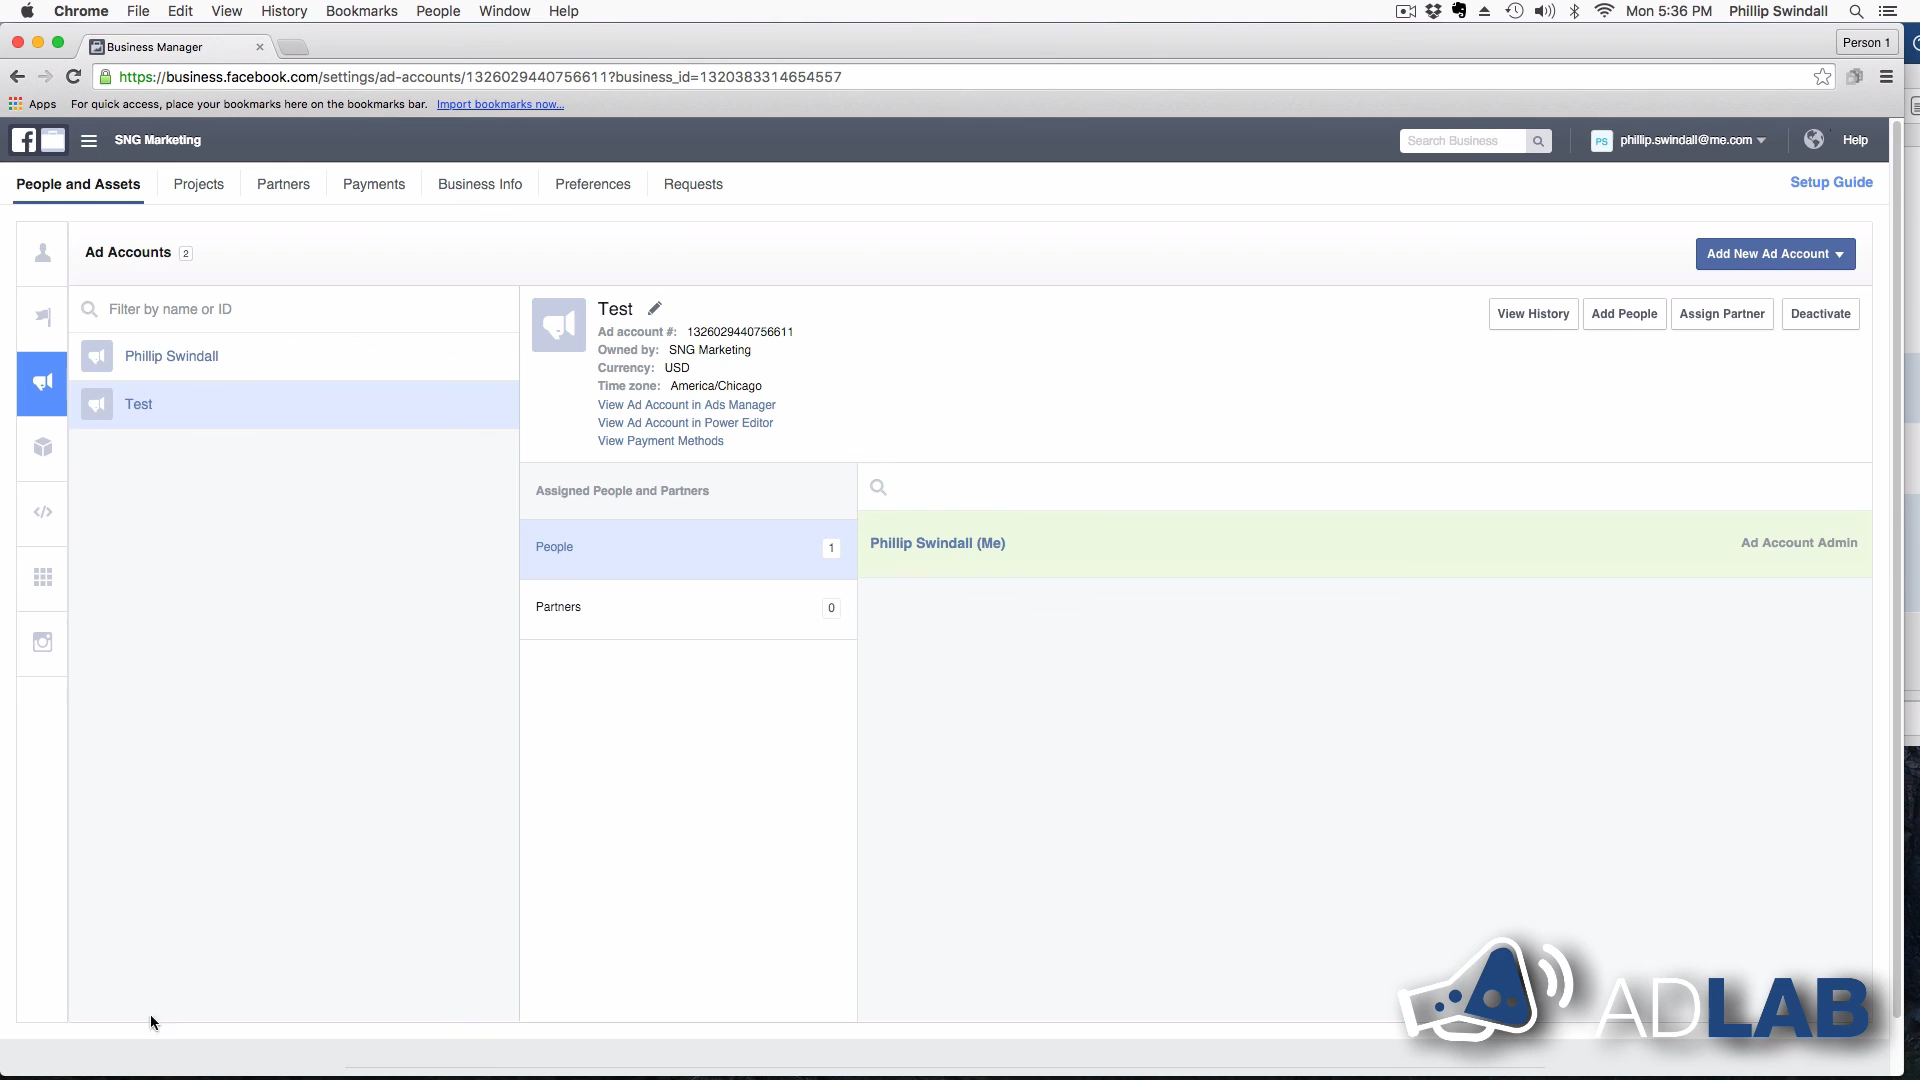 Chrome File Edit View History Bookmarks People Window Help Mon 5:36 PM Phillip Swindall
Business Manager Person 1
https://business.facebook.com/settings/ad-accounts/1326029440756611?business_id=1320383314654557
Apps For quick access, place your bookmarks here on the bookmarks bar. Import bookmarks now...
SNG Marketing Search Business PS phillip.swindall@me.com Help
People and Assets Projects Partners Payments Business Info Preferences Requests Setup Guide
Ad Accounts 2 Add New Ad Account
Filter by name or ID
Phillip Swindall
Test
Test View History Add People Assign Partner Deactivate
Ad account #: 1326029440756611
Owned by: SNG Marketing
Currency: USD
Time zone: America/Chicago
View Ad Account in Ads Manager
View Ad Account in Power Editor
View Payment Methods
Assigned People and Partners
People 1
Partners 0
Phillip Swindall (Me) Ad Account Admin
ADLAB